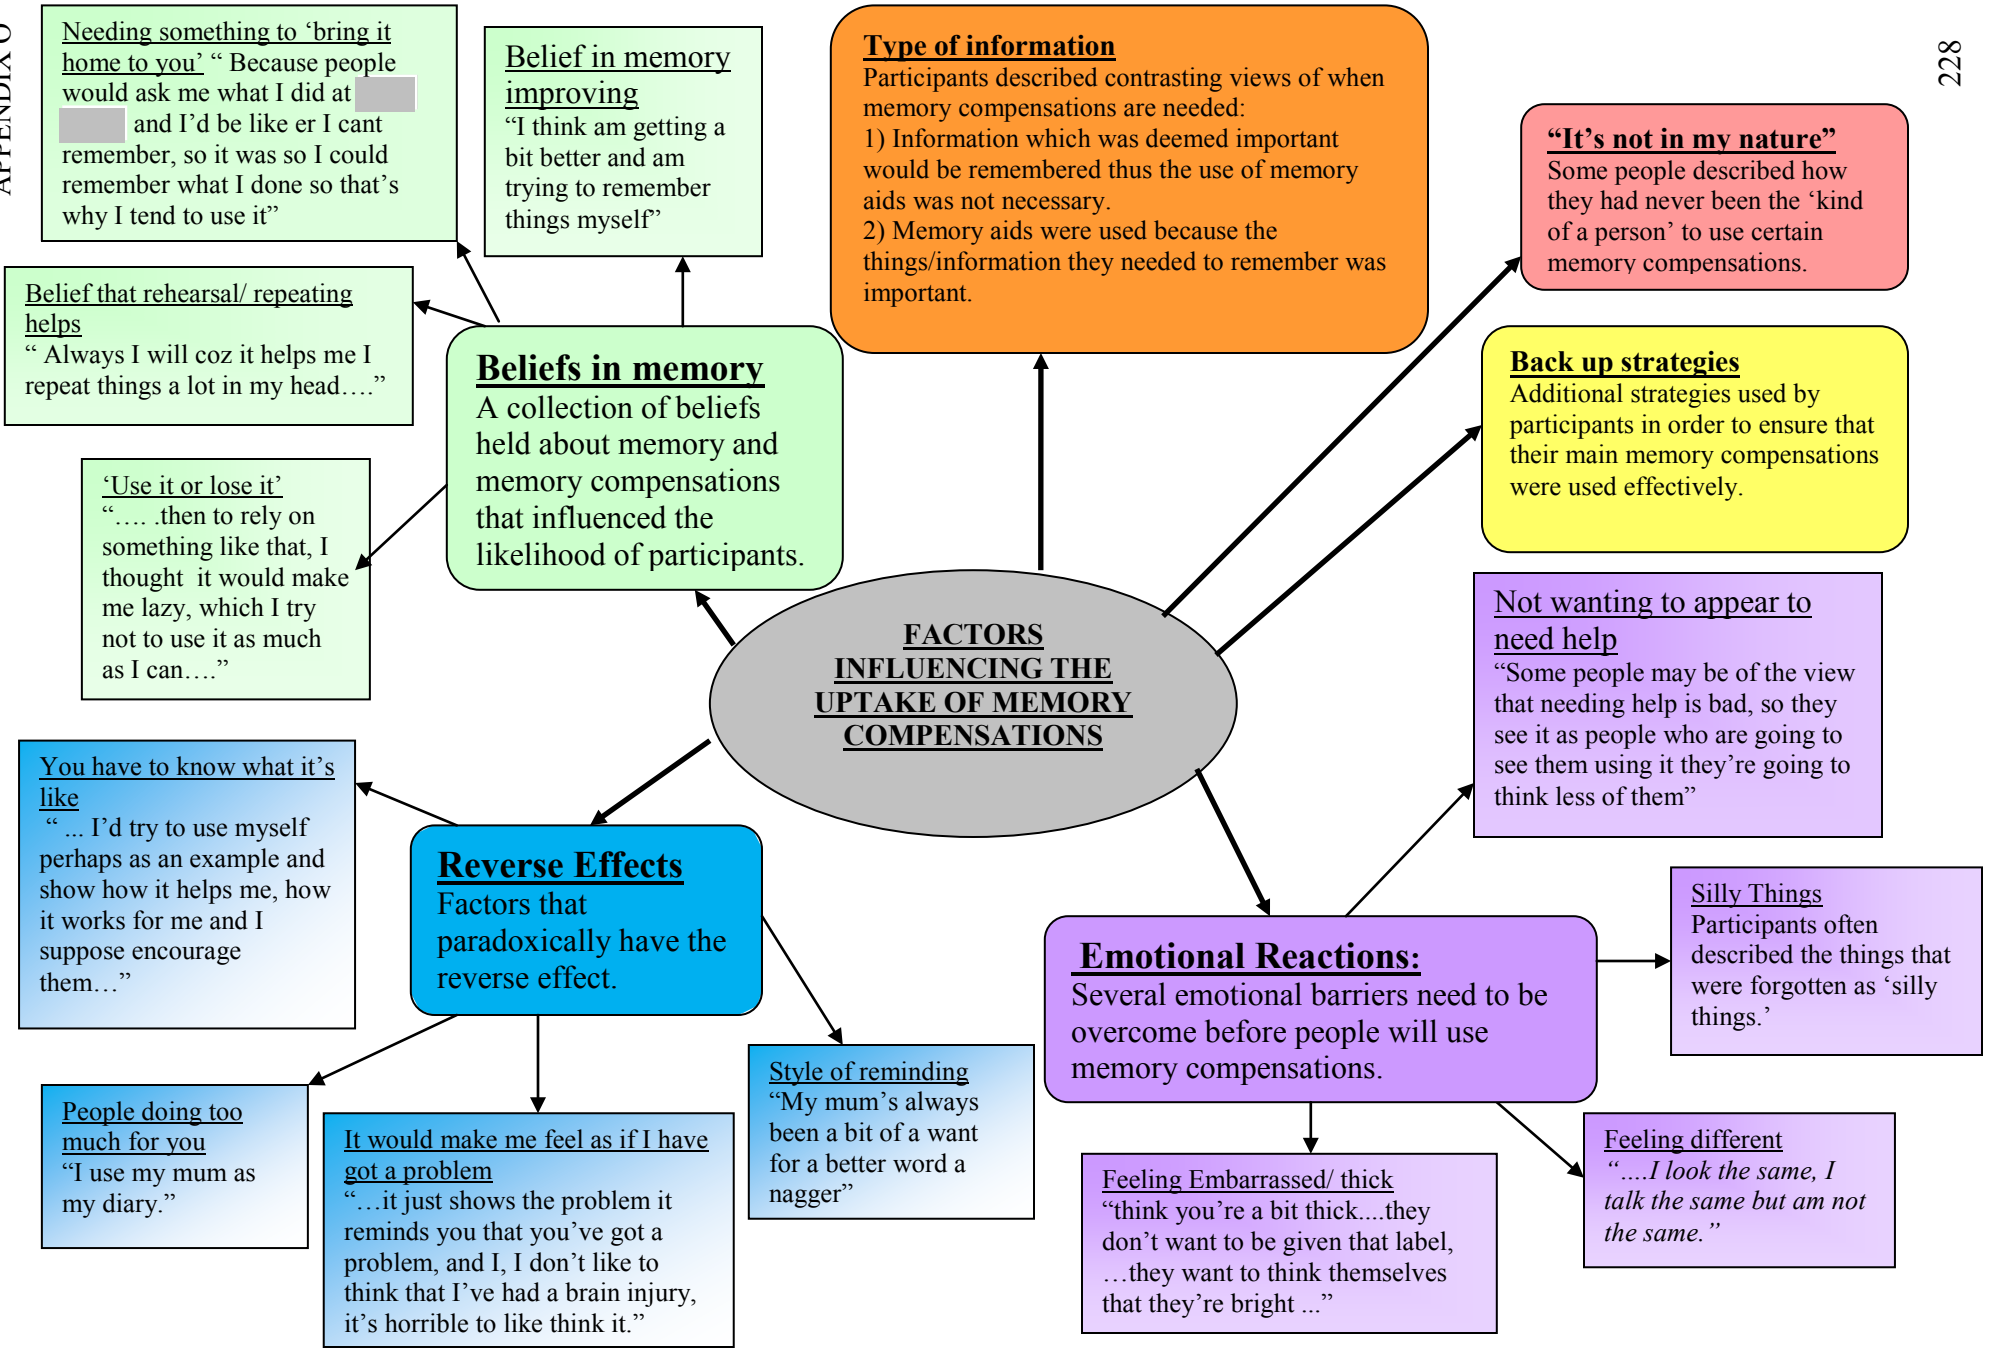 APPENDIX O
228
Needing something to ‘bring it
home to you’ “ Because people
would ask me what I did at
and I’d be like er I cant
remember, so it was so I could
remember what I done so that’s
why I tend to use it”
Belief in memory
improving
“I think am getting a
bit better and am
trying to remember
things myself”
Type of information
Participants described contrasting views of when
memory compensations are needed:
1) Information which was deemed important
would be remembered thus the use of memory
aids was not necessary.
2) Memory aids were used because the
things/information they needed to remember was
important.
“It’s not in my nature”
Some people described how
they had never been the ‘kind
of a person’ to use certain
memory compensations.
Belief that rehearsal/ repeating
helps
“ Always I will coz it helps me I
repeat things a lot in my head….”
Beliefs in memory
A collection of beliefs
held about memory and
memory compensations
that influenced the
likelihood of participants.
Back up strategies
Additional strategies used by
participants in order to ensure that
their main memory compensations
were used effectively.
‘Use it or lose it’
“…. .then to rely on
something like that, I
thought  it would make
me lazy, which I try
not to use it as much
as I can….”
FACTORS
INFLUENCING THE
UPTAKE OF MEMORY
COMPENSATIONS
Not wanting to appear to
need help
“Some people may be of the view
that needing help is bad, so they
see it as people who are going to
see them using it they’re going to
think less of them”
You have to know what it’s
like
“ ... I’d try to use myself
perhaps as an example and
show how it helps me, how
it works for me and I
suppose encourage
them…”
Reverse Effects
Factors that
paradoxically have the
reverse effect.
Emotional Reactions:
Several emotional barriers need to be
overcome before people will use
memory compensations.
Silly Things
Participants often
described the things that
were forgotten as ‘silly
things.’
People doing too
much for you
“I use my mum as
my diary.”
It would make me feel as if I have
got a problem
“…it just shows the problem it
reminds you that you’ve got a
problem, and I, I don’t like to
think that I’ve had a brain injury,
it’s horrible to like think it.”
Style of reminding
“My mum’s always
been a bit of a want
for a better word a
nagger”
Feeling Embarrassed/ thick
“think you’re a bit thick....they
don’t want to be given that label,
…they want to think themselves
that they’re bright ...”
Feeling different
“....I look the same, I
talk the same but am not
the same.”